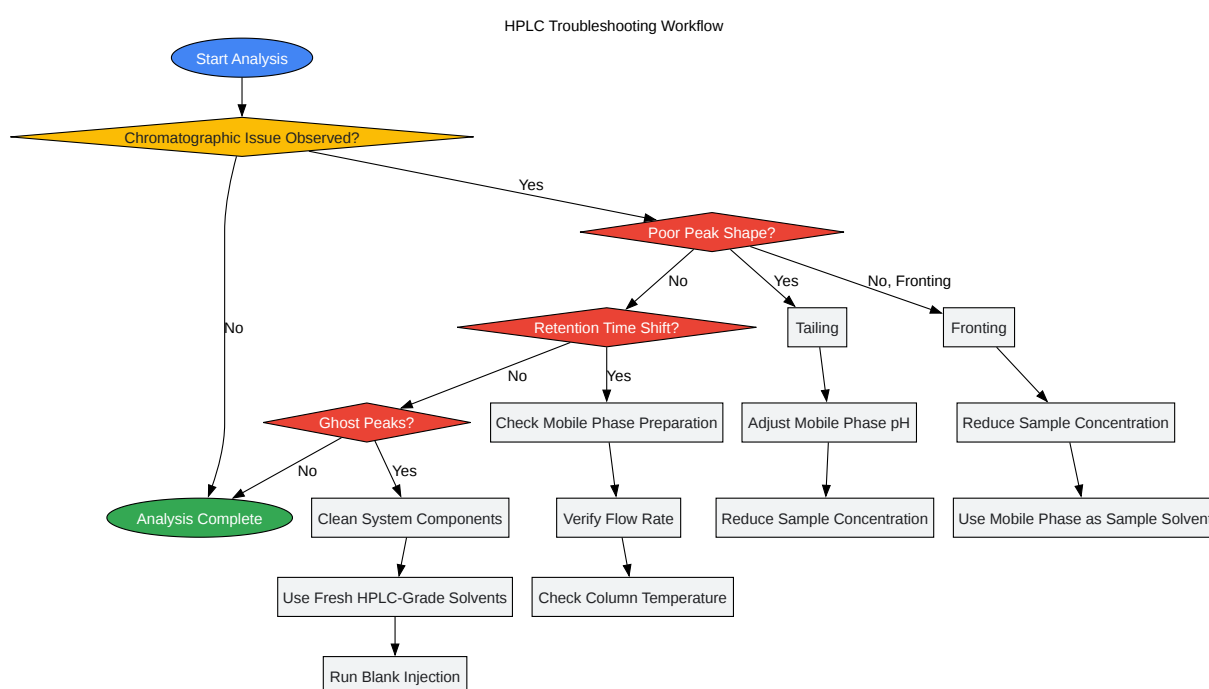 HPLC Troubleshooting Workflow
Start Analysis
Chromatographic Issue Observed?
Yes
Poor Peak Shape?
No
Yes
No, Fronting
No
Retention Time Shift?
Tailing
Fronting
No
Yes
Ghost Peaks?
Check Mobile Phase Preparation
Adjust Mobile Phase pH
Reduce Sample Concentration
No
Yes
Analysis Complete
Clean System Components
Verify Flow Rate
Reduce Sample Concentration
Use Mobile Phase as Sample Solvent
Use Fresh HPLC-Grade Solvents
Check Column Temperature
Run Blank Injection